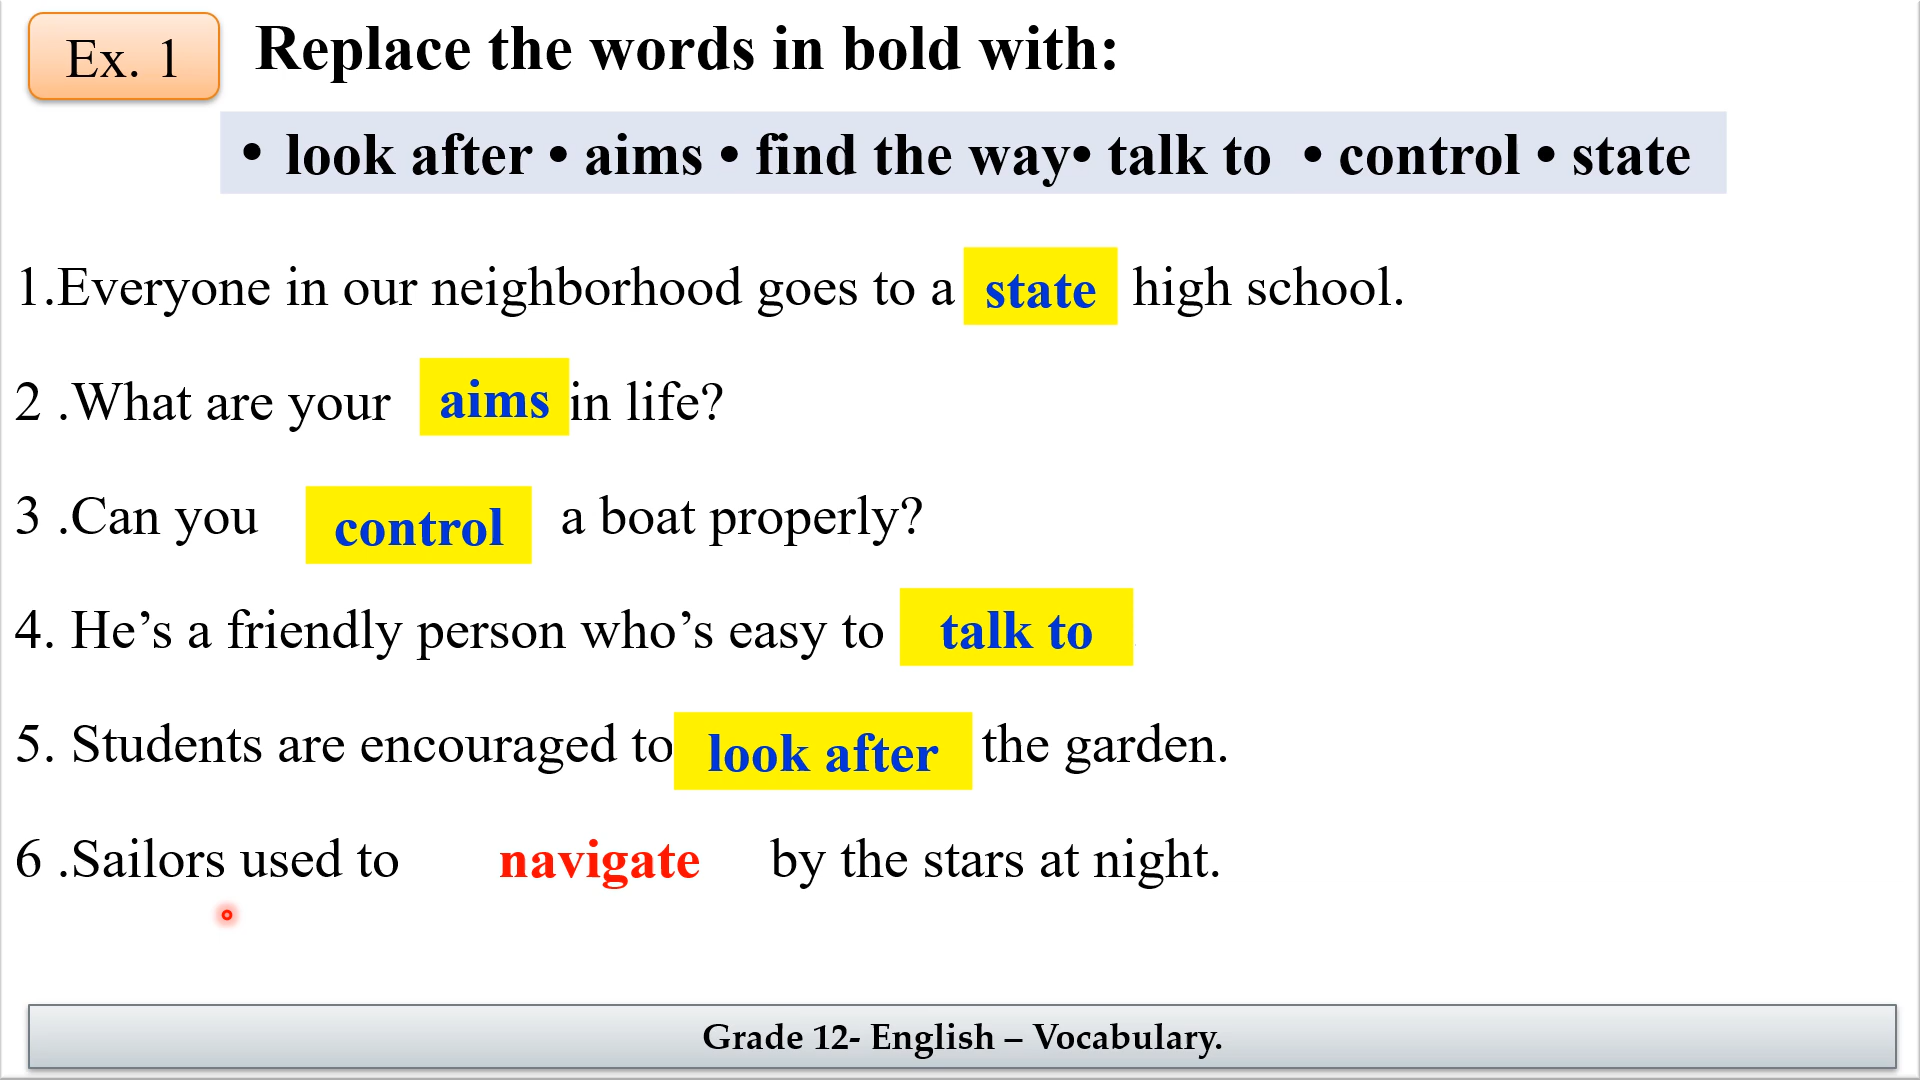 Ex. 1
Replace the words in bold with:
• look after • aims • find the way• talk to • control • state
1.Everyone in our neighborhood goes to a state high school.
2 .What are your aims in life?
3 .Can you control a boat properly?
4. He’s a friendly person who’s easy to talk to
5. Students are encouraged to look after the garden.
6 .Sailors used to navigate by the stars at night.
Grade 12- English – Vocabulary.